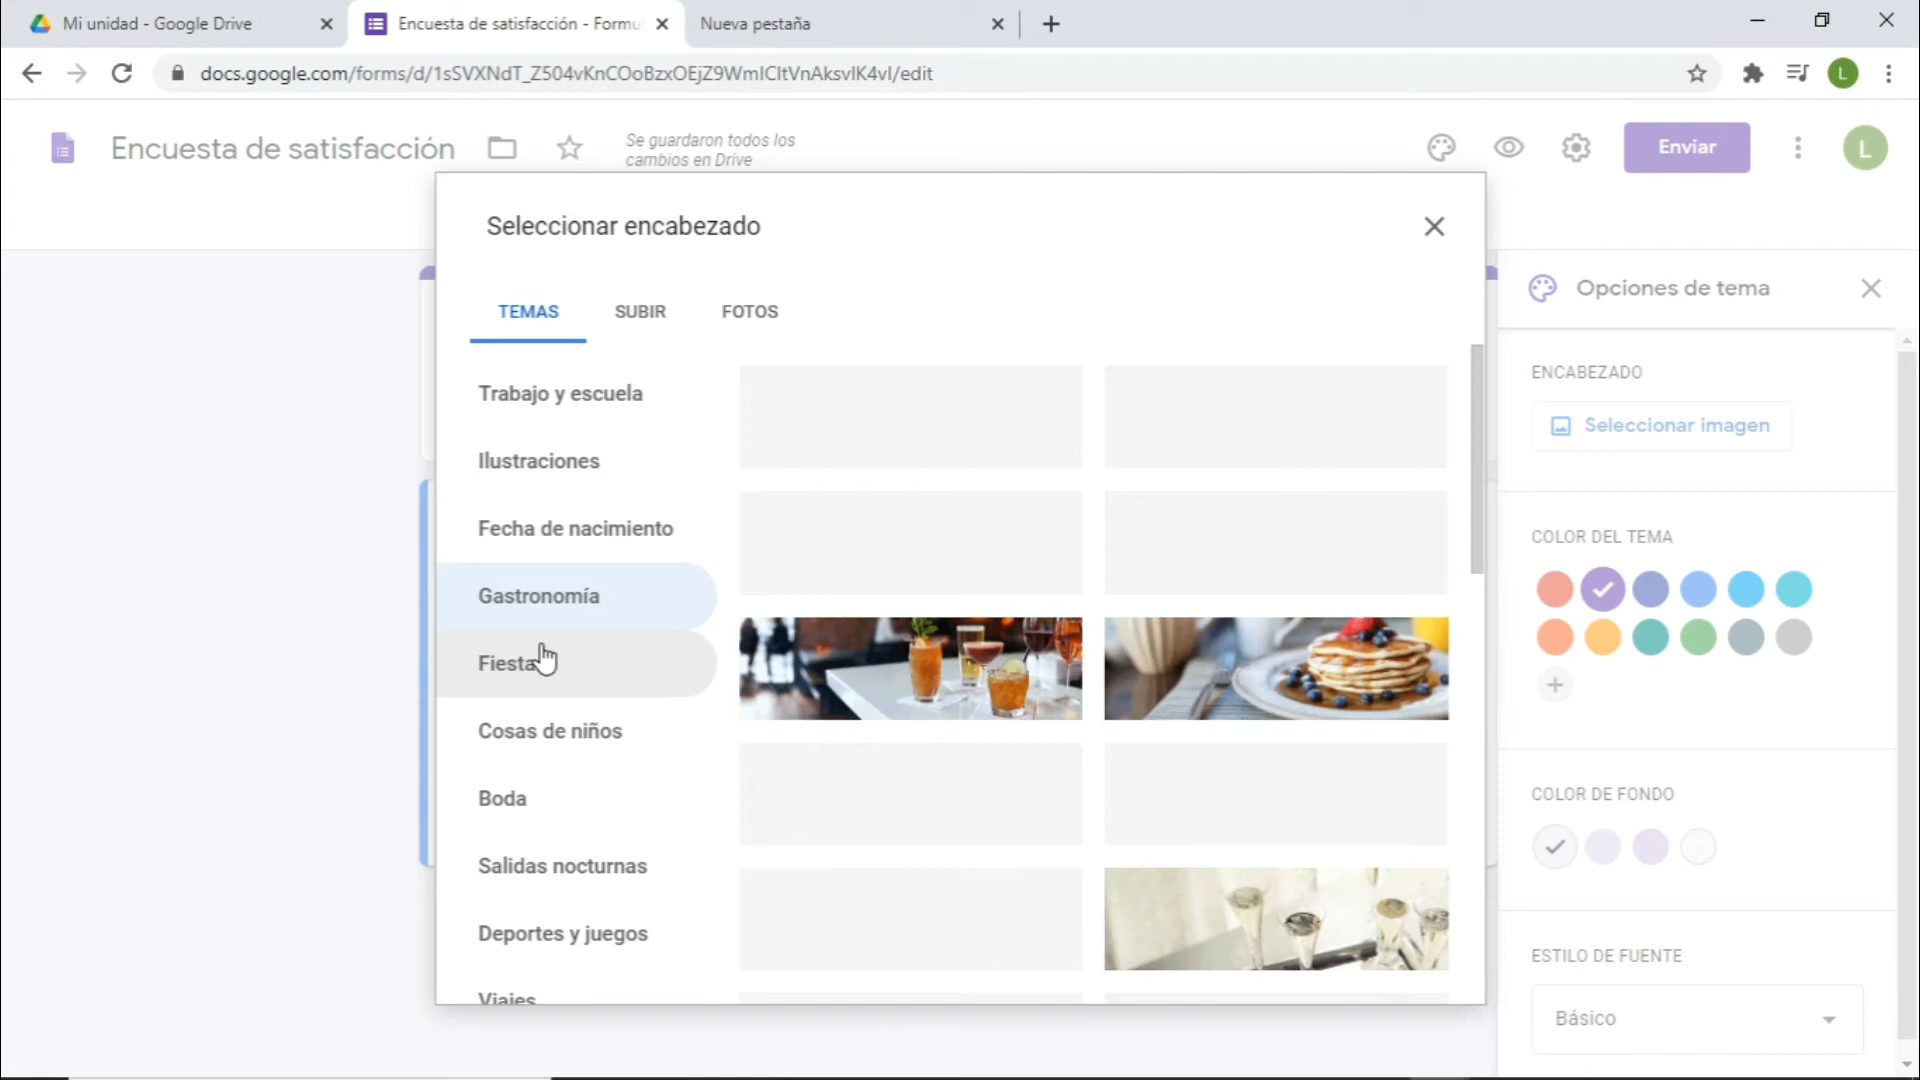 Mi unidad - Google Drive
Encuesta de satisfacción - Formu
Nueva pestaña
docs.google.com/forms/d/1sSVXNdT_Z504vKnCOoBzxOEjZ9WmICItVnAksvIK4vI/edit
L
Encuesta de satisfacción
Se guardaron todos los
cambios en Drive
Enviar
L
Seleccionar encabezado
TEMAS
SUBIR
FOTOS
Trabajo y escuela
Ilustraciones
Fecha de nacimiento
Gastronomía
Fiesta
Cosas de niños
Boda
Salidas nocturnas
Deportes y juegos
Viajes
Opciones de tema
ENCABEZADO
Seleccionar imagen
COLOR DEL TEMA
COLOR DE FONDO
ESTILO DE FUENTE
Básico